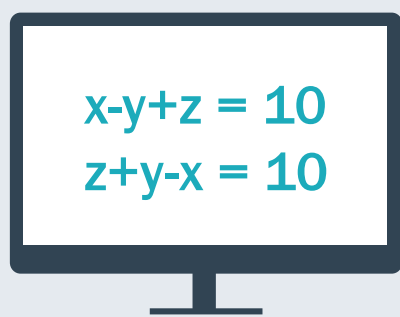 x-y+z = 10
z+y-x = 10